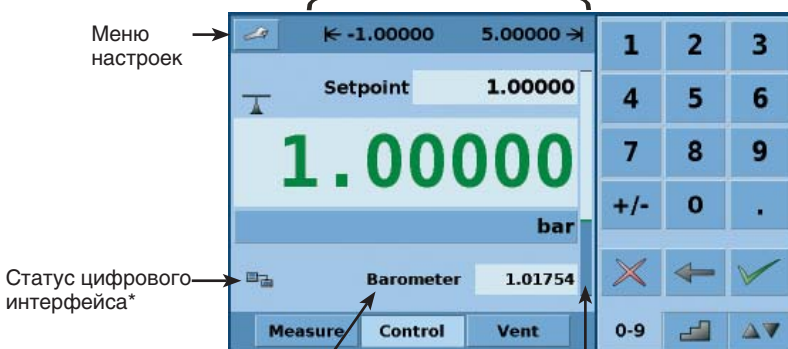 Меню
настроек
-1.00000 5.00000
Setpoint 1.00000
1.00000
bar
Статус цифрового
интерфейса*
Barometer 1.01754
Measure Control Vent
1 2 3
4 5 6
7 8 9
+/- 0 .
0-9